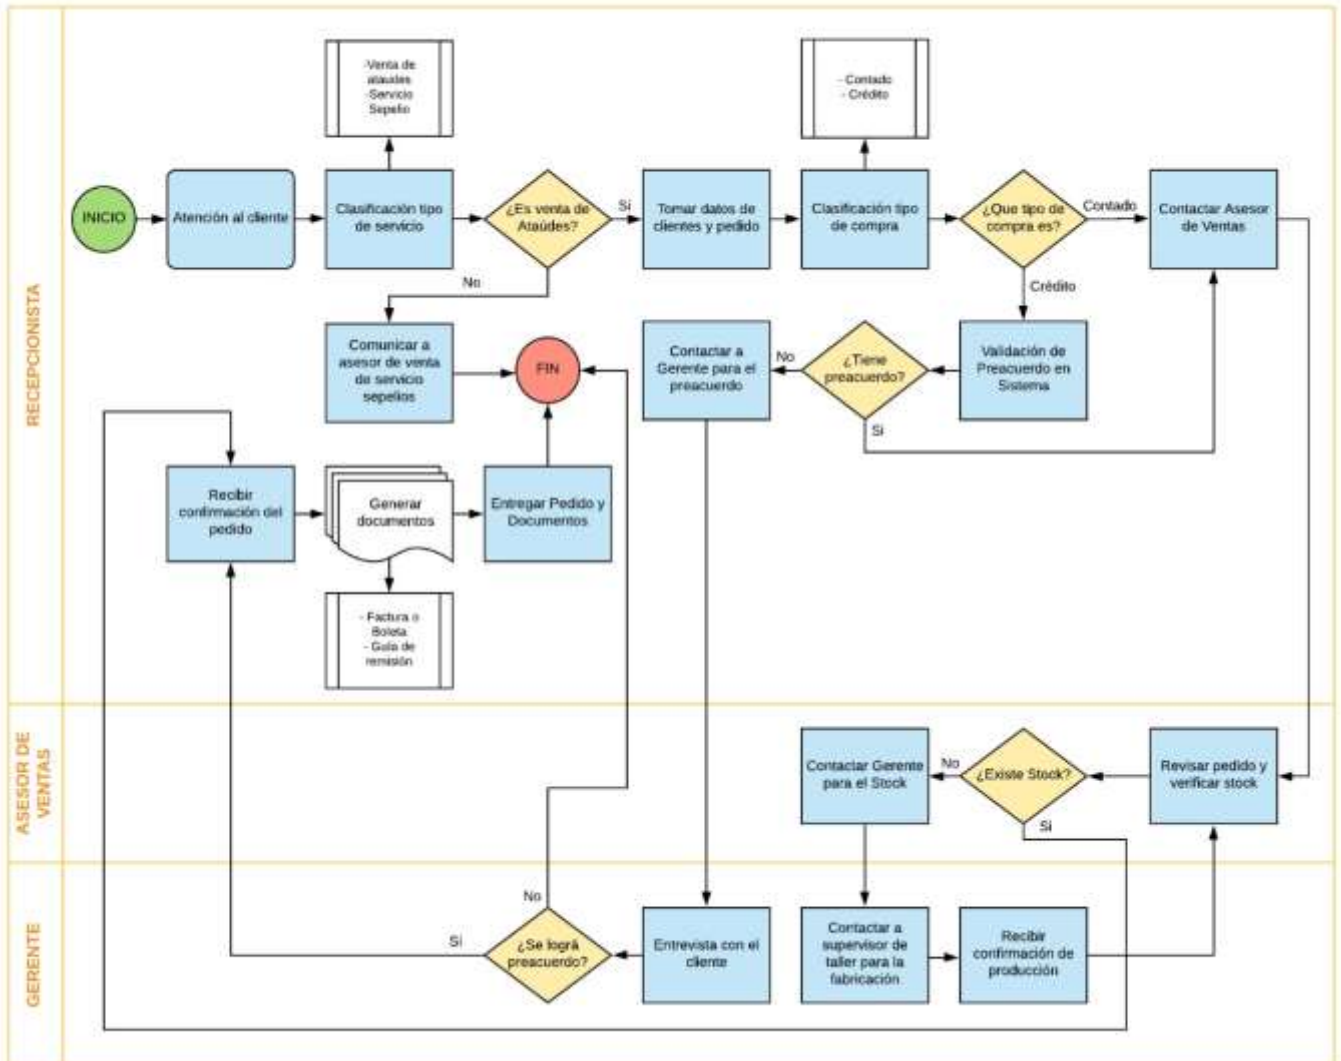 RECEPCIONISTA
-Venta de
ataudes
-Servicio
Sepelio
- Contado
- Crédito
INICIO
Atención al cliente
Clasificación tipo
de servicio
¿Es venta de
Ataúdes?
Si
Tomar datos de
clientes y pedido
Clasificación tipo
de compra
¿Que tipo de
compra es?
Contado
Contactar Asesor
de Ventas
No
Crédito
Comunicar a
asesor de venta
de servicio
sepelios
FIN
Contactar a
Gerente para el
preacuerdo
No
¿Tiene
preacuerdo?
Si
Validación de
Preacuerdo en
Sistema
Recibir
confirmación del
pedido
Generar
documentos
Entregar Pedido y
Documentos
- Factura o
Boleta
- Guía de
remisión
ASESOR DE
VENTAS
Contactar Gerente
para el Stock
No
¿Existe Stock?
Si
Revisar pedido y
verificar stock
GERENTE
No
Si
¿Se lográ
preacuerdo?
Entrevista con el
cliente
Contactar a
supervisor de
taller para la
fabricación
Recibir
confirmación de
producción